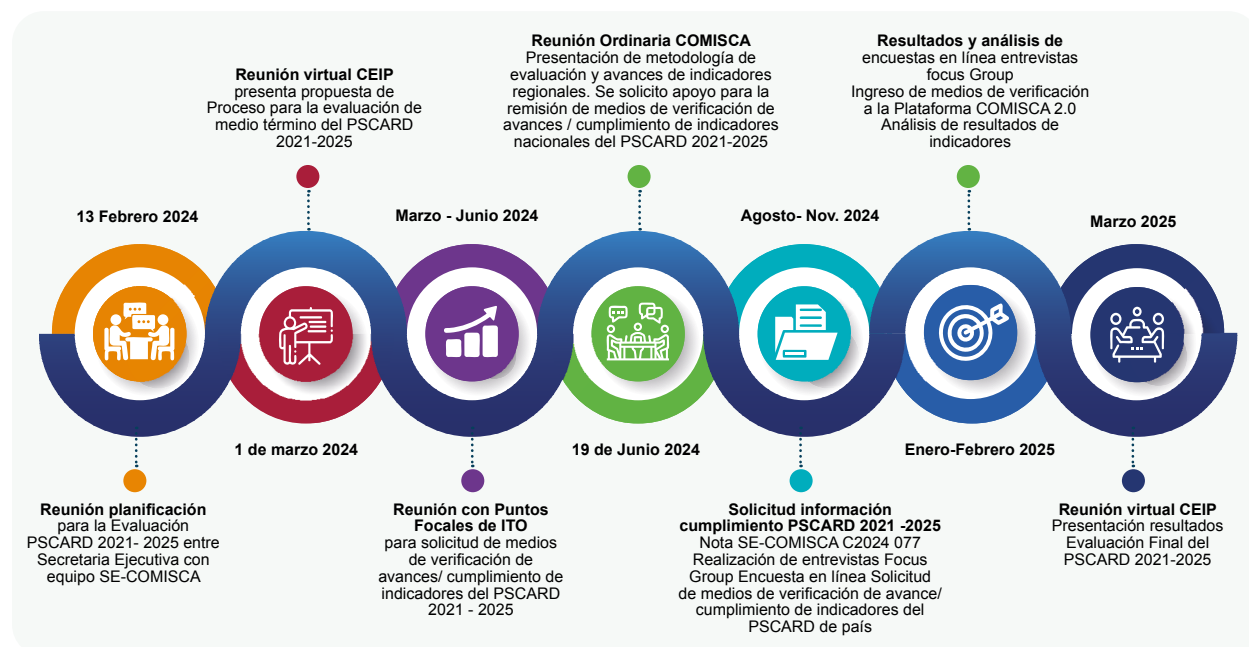 13 Febrero 2024
Reunión planificación
para la Evaluación
PSCARD 2021- 2025 entre
Secretaria Ejecutiva con
equipo SE-COMISCA
Reunión virtual CEIP
presenta propuesta de
Proceso para la evaluación de
medio término del PSCARD
2021-2025
1 de marzo 2024
Marzo - Junio 2024
Reunión con Puntos
Focales de ITO
para solicitud de medios
de verificación de
avances/ cumplimiento de
indicadores del PSCARD
2021 - 2025
Reunión Ordinaria COMISCA
Presentación de metodología de
evaluación y avances de indicadores
regionales. Se solicito apoyo para la
remisión de medios de verificación de
avances / cumplimiento de indicadores
nacionales del PSCARD 2021-2025
19 de Junio 2024
Agosto- Nov. 2024
Solicitud información
cumplimiento PSCARD 2021 -2025
Nota SE-COMISCA C2024 077
Realización de entrevistas Focus
Group Encuesta en línea Solicitud
de medios de verificación de avance/
cumplimiento de indicadores del
PSCARD de país
Resultados y análisis de
encuestas en línea entrevistas
focus Group
Ingreso de medios de verificación
a la Plataforma COMISCA 2.0
Análisis de resultados de
indicadores
Enero-Febrero 2025
Marzo 2025
Reunión virtual CEIP
Presentación resultados
Evaluación Final del
PSCARD 2021-2025